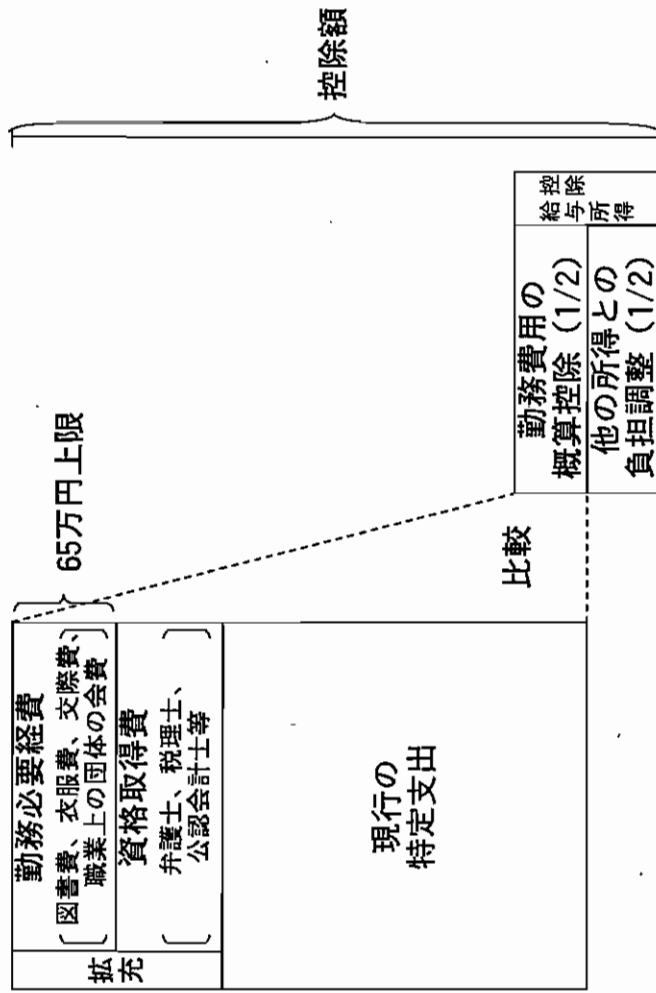 拡充
勤務必要経費
図書費、衣服費、交際費、
職業上の団体の会費
資格取得費
弁護士、税理士、
公認会計士等
現行の
特定支出
65万円上限
比較
勤務費用の
概算控除（1/2）
他の所得との
負担調整（1/2）
給与所得
控除
控除額